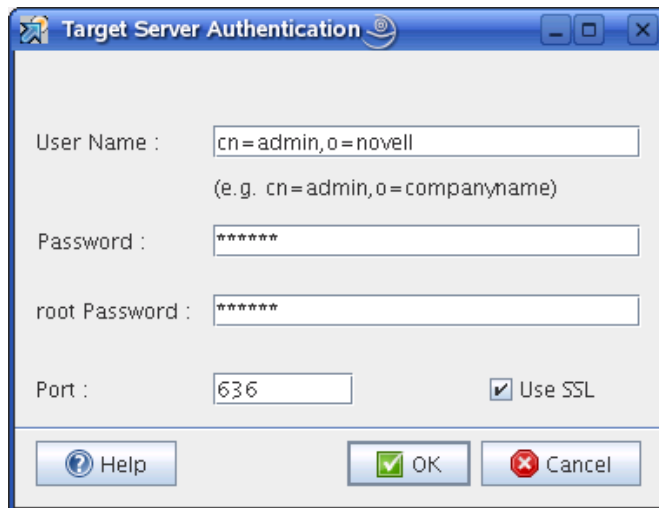 Target Server Authentication
User Name : cn=admin,o=novell
(e.g. cn=admin,o=companyname)
Password : ******
root Password : ******
Port : 636 Use SSL
Help OK Cancel